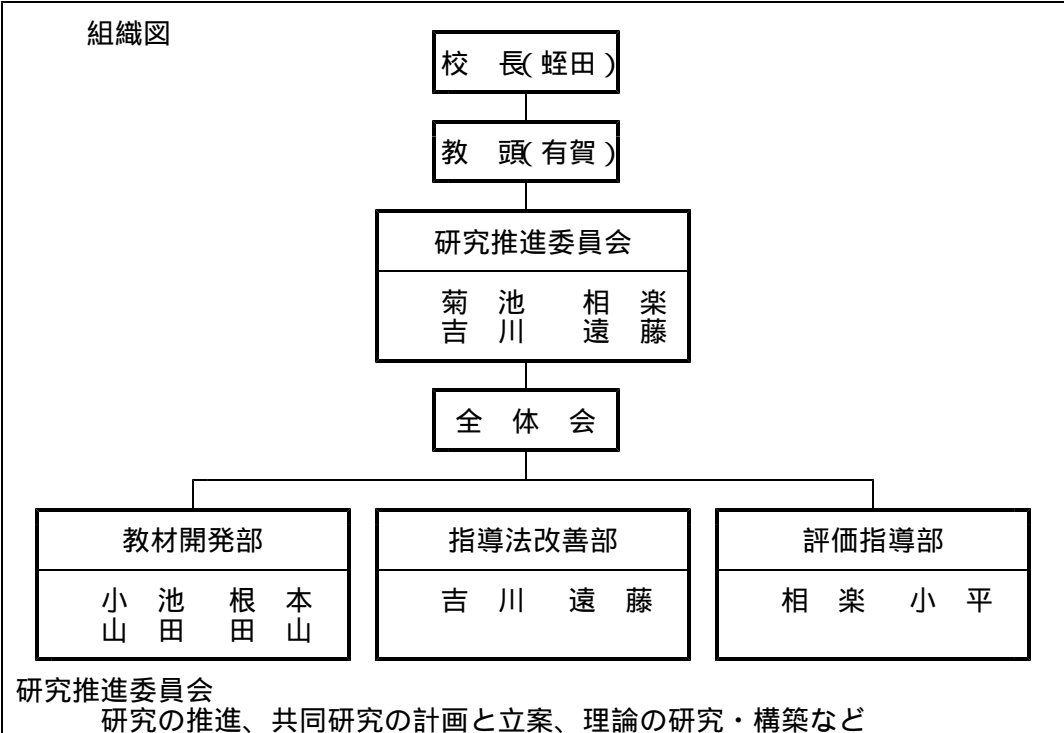 組織図
校　長(蛭田)
教　頭(有賀)
研究推進委員会
菊　池　　相　楽
吉　川　　遠　藤
全　体　会
教材開発部　指導法改善部　評価指導部
小　池　根　本　吉　川　遠　藤　相　楽　小　平
山　田　田　山
研究推進委員会
研究の推進、共同研究の計画と立案、理論の研究・構築など